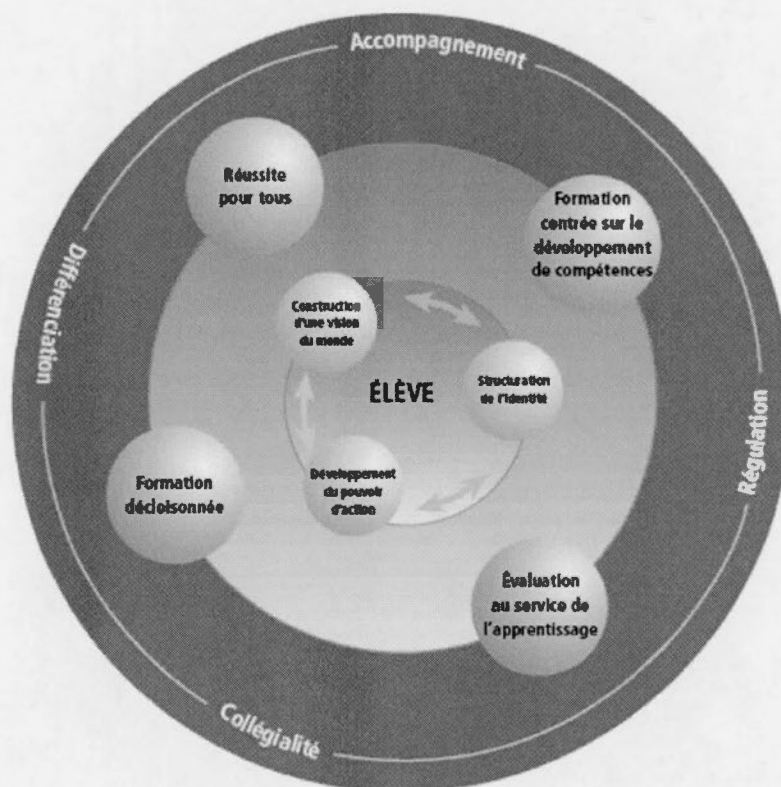 Accompagnement
Réussite
pour tous
Formation
centrée sur le
développement
de compétences
Différenciation
Construction
d'une vision
du monde
ÉLÈVE
Structuration
de l'identité
Régulation
Formation
décloisonnée
Développement
du pouvoir
d'action
Évaluation
au service de
l'apprentissage
Collégialité